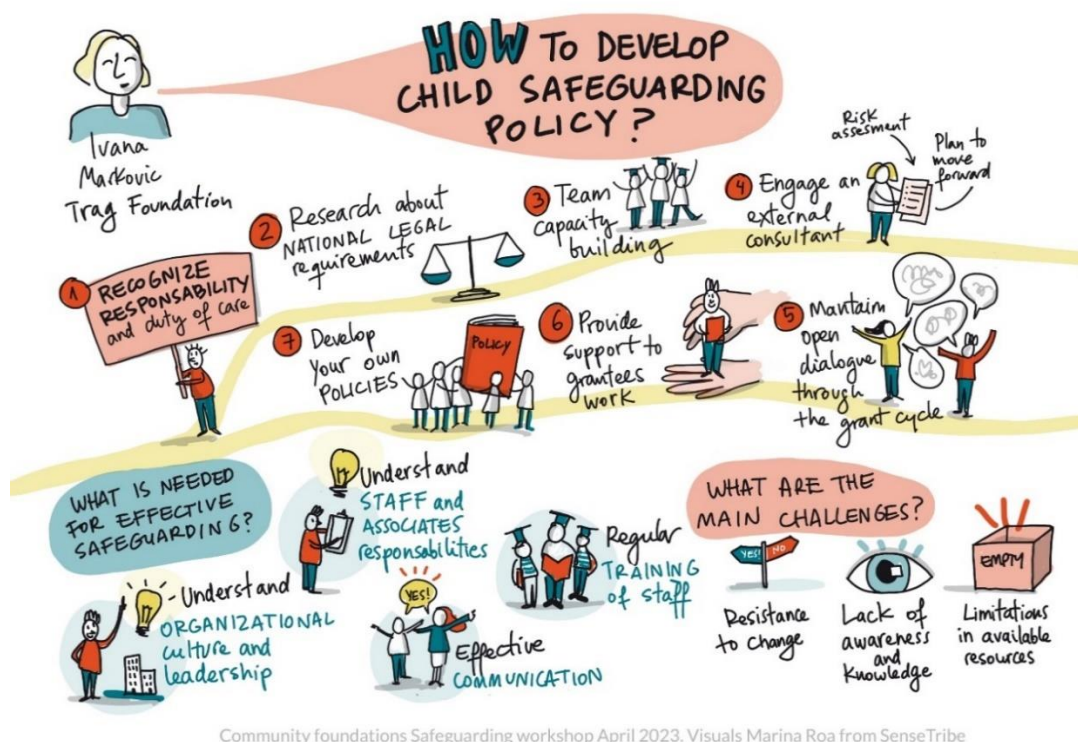 HOW TO DEVELOP
CHILD SAFEGUARDING
POLICY?
Ivana
Markovic
Trag Foundation
1 RECOGNIZE
RESPONSABILITY
and duty of care
2 Research about
NATIONAL LEGAL
requirements
3 Team
capacity
building
4 Engage an
external
consultant
Risk
assesment
Plan to
move
forward
5 Mantaim
open
dialogue
through
the grant cycle
6 Provide
support to
grantees
work
7 Develop
Your own
POLICIES
POLICY
WHAT IS NEEDED
FOR EFFECTIVE
SAFEGUARDING?
Understand
ORGANIZATIONAL
culture and
leadership
Understand
STAFF and
ASSOCIATES
responsabilities
YES!
Effective
COMMUNICATION
Regular
TRAINING
of staff
WHAT ARE THE
MAIN CHALLENGES?
YES! NO
Resistance
to change
Lack of
awareness
and
Knowledge
EMPTY
Limitations
in available
resources
Community foundations Safeguarding workshop April 2023. Visuals Marina Roa from SenseTribe